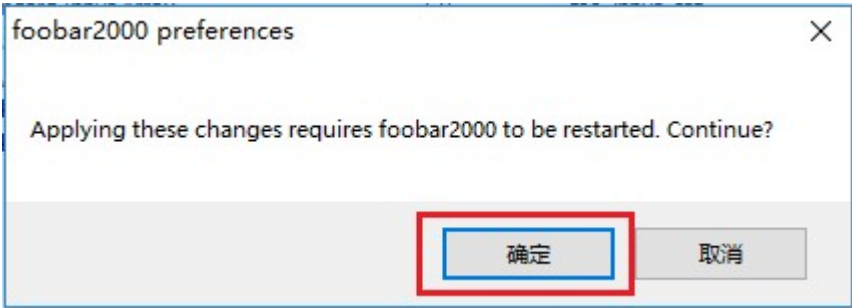 foobar2000 preferences
Applying these changes requires foobar2000 to be restarted. Continue?
确定
取消